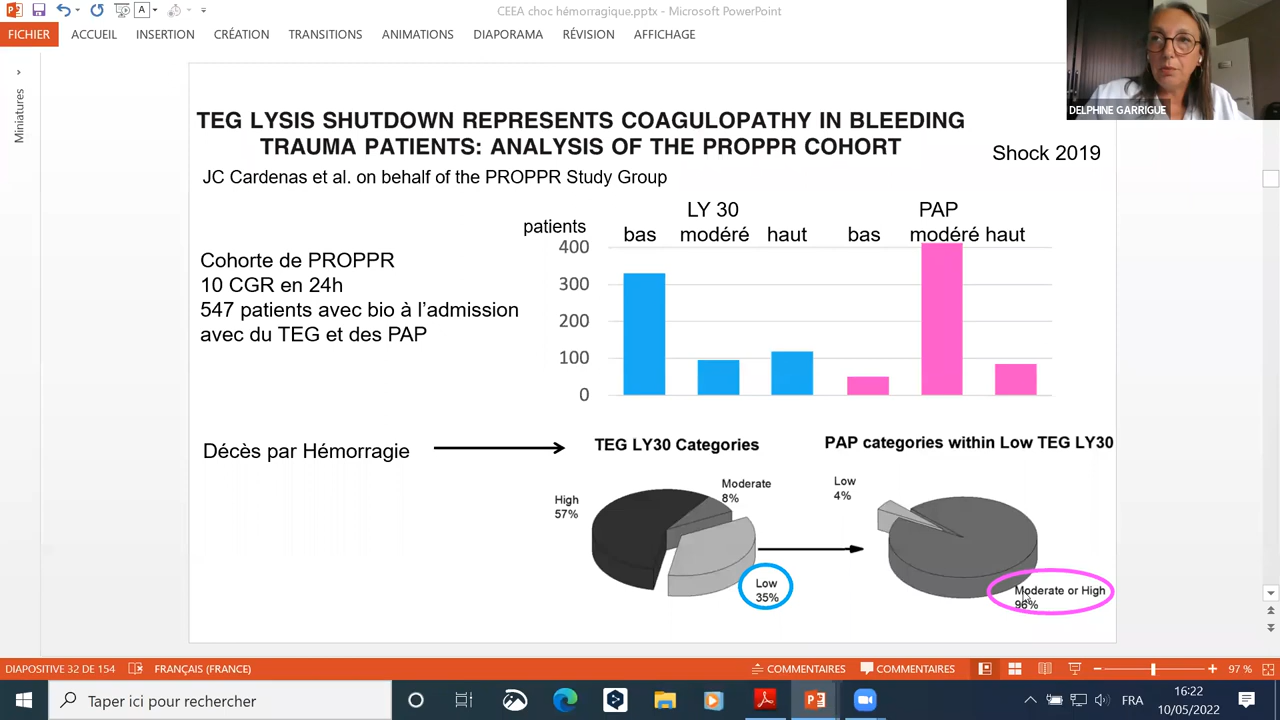 CEEA choc hémorragique.pptx - Microsoft PowerPoint
A
FICHIER
ACCUEIL
INSERTION
CRÉATION
TRANSITIONS
ANIMATIONS
DIAPORAMA
RÉVISION
AFFICHAGE
DELPHINE GARRIGUE
Miniatures
TEG LYSIS SHUTDOWN REPRESENTS COAGULOPATHY IN BLEEDING
TRAUMA PATIENTS: ANALYSIS OF THE PROPPR COHORT
Shock 2019
JC Cardenas et al. on behalf of the PROPPR Study Group
LY 30
PAP
patients
bas
modéré
haut
bas
modéré
haut
400
300
200
100
0
Cohorte de PROPPR
10 CGR en 24h
547 patients avec bio à l’admission
avec du TEG et des PAP
Décès par Hémorragie
TEG LY30 Categories
PAP categories within Low TEG LY30
High
57%
Moderate
8%
Low
35%
Low
4%
Moderate or High
96%
DIAPOSITIVE 32 DE 154
FRANÇAIS (FRANCE)
COMMENTAIRES
COMMENTAIRES
97 %
Taper ici pour rechercher
FRA
16:22
10/05/2022